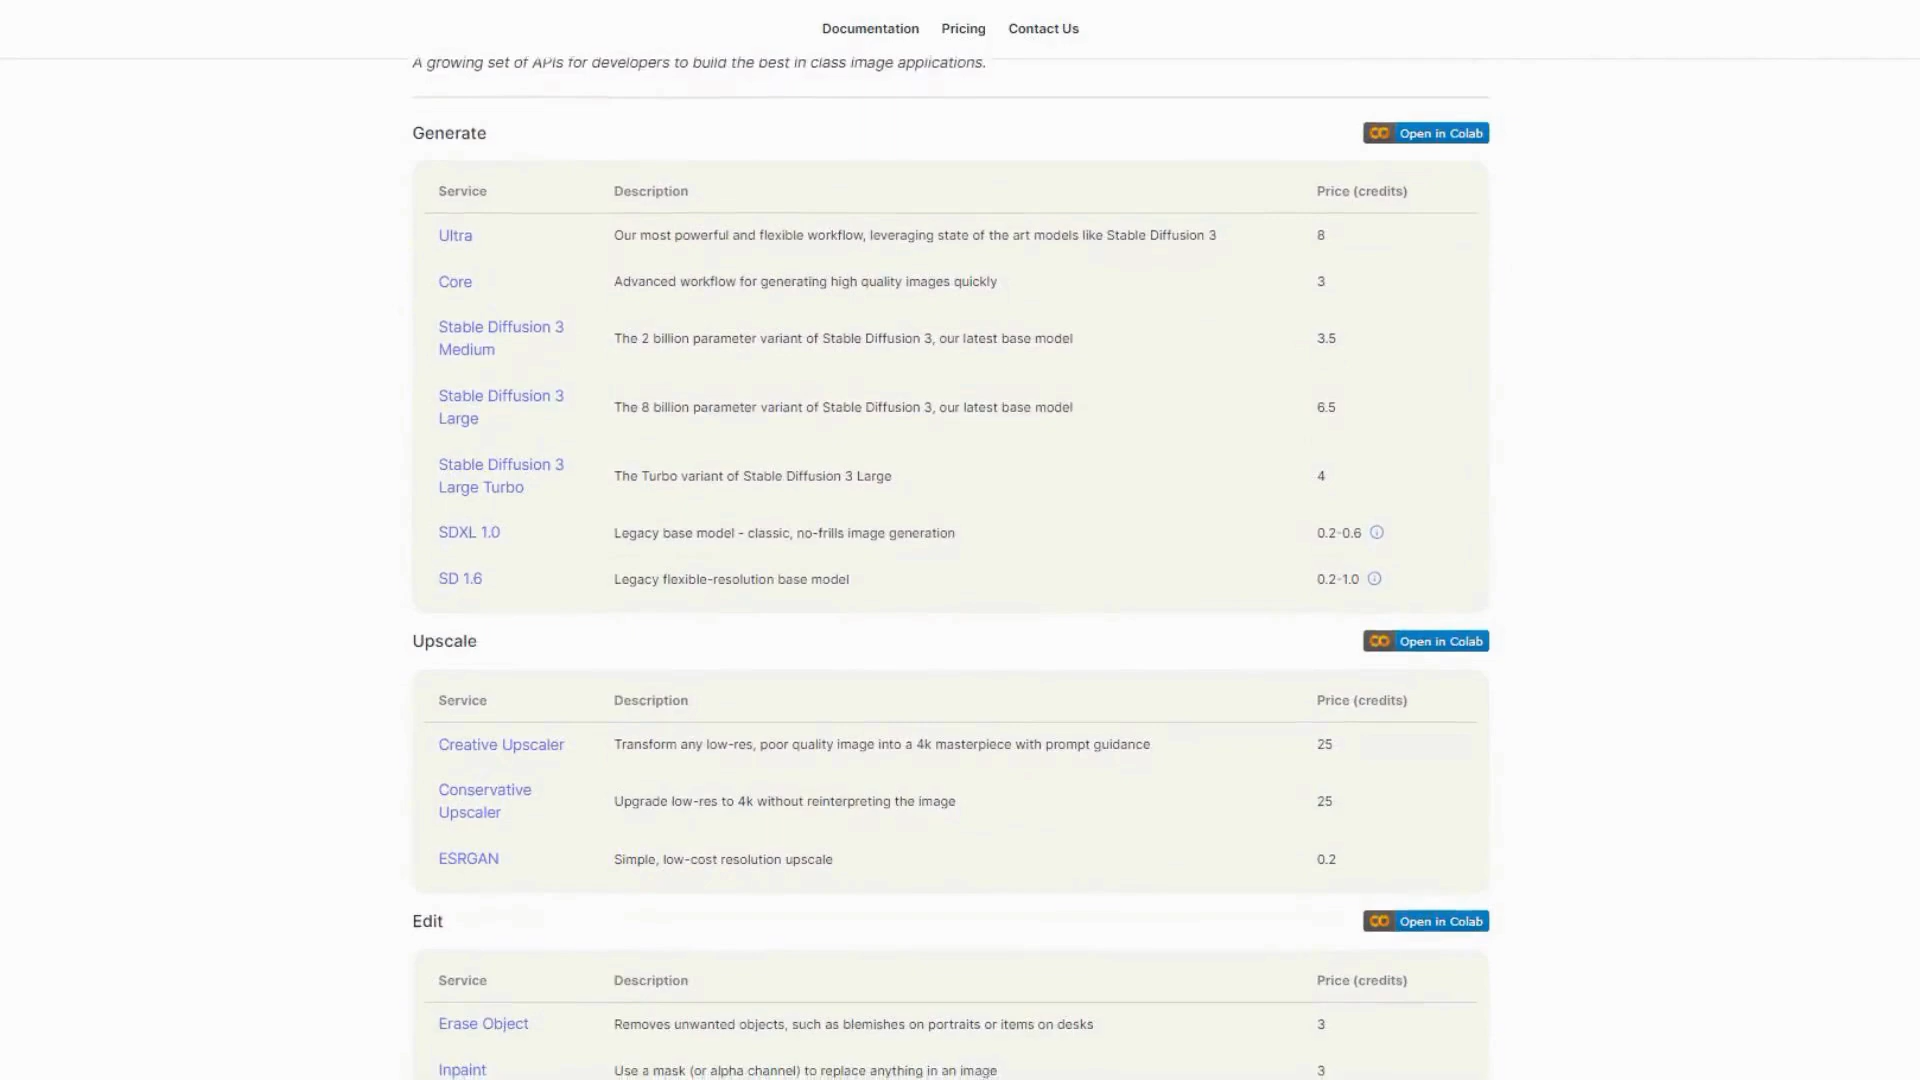 Documentation Pricing Contact Us
A growing set of APIs for developers to build the best in class image applications.
Generate Open in Colab
Service Description Price (credits)
Ultra Our most powerful and flexible workflow, leveraging state of the art models like Stable Diffusion 3 8
Core Advanced workflow for generating high quality images quickly 3
Stable Diffusion 3
Medium The 2 billion parameter variant of Stable Diffusion 3, our latest base model 3.5
Stable Diffusion 3
Large The 8 billion parameter variant of Stable Diffusion 3, our latest base model 6.5
Stable Diffusion 3
Large Turbo The Turbo variant of Stable Diffusion 3 Large 4
SDXL 1.0 Legacy base model - classic, no-frills image generation 0.2-0.6
SD 1.6 Legacy flexible-resolution base model 0.2-1.0
Upscale Open in Colab
Service Description Price (credits)
Creative Upscaler Transform any low-res, poor quality image into a 4k masterpiece with prompt guidance 25
Conservative
Upscaler Upgrade low-res to 4k without reinterpreting the image 25
ESRGAN Simple, low-cost resolution upscale 0.2
Edit Open in Colab
Service Description Price (credits)
Erase Object Removes unwanted objects, such as blemishes on portraits or items on desks 3
Inpaint Use a mask (or alpha channel) to replace anything in an image 3